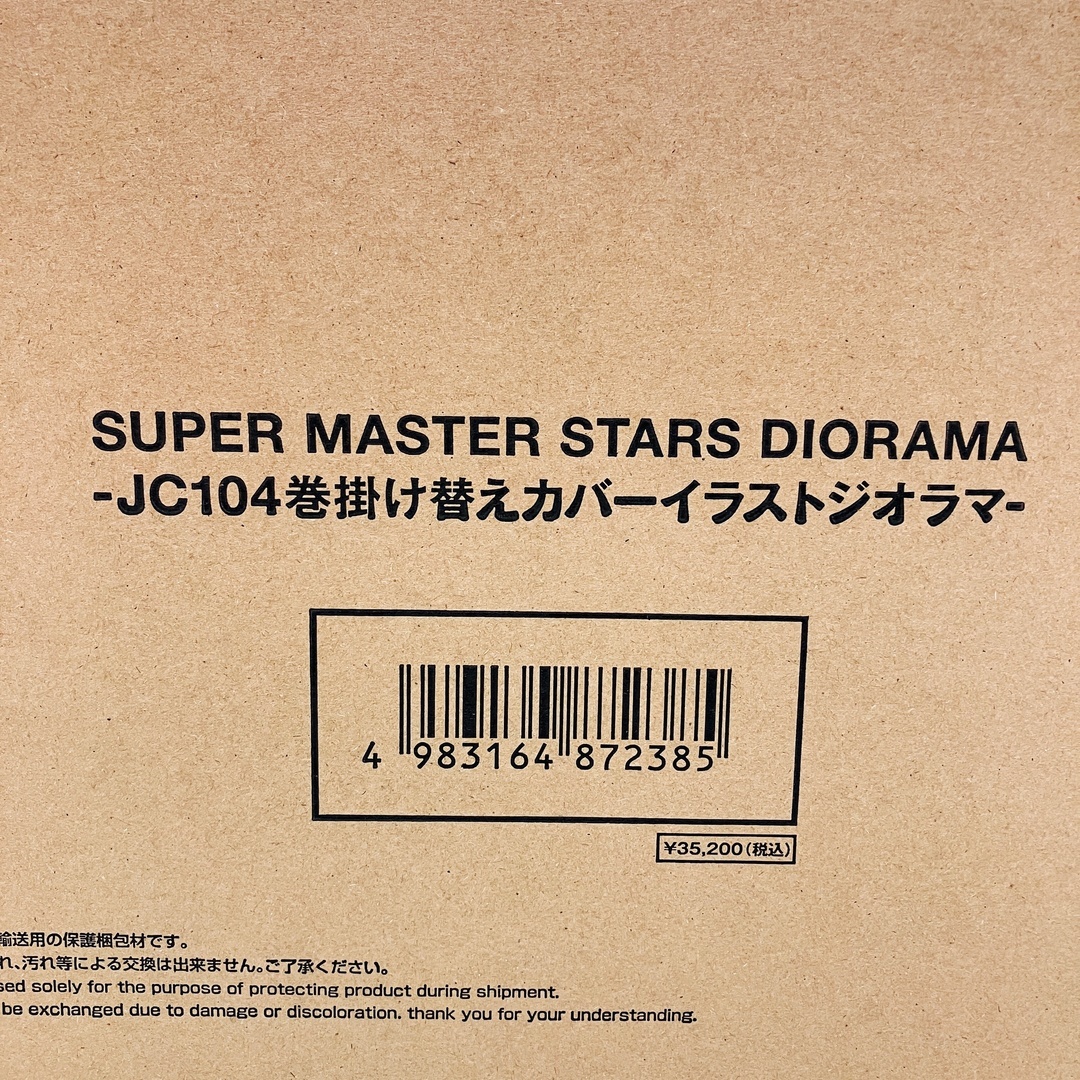 SUPER MASTER STARS DIORAMA
-JC104巻掛け替えカバーイラストジオラマ-
4 983164 872385
¥35,200(税込)
輸送用の保護梱包材です。
れ、汚れ等による交換は出来ません。ご了承ください。
sed solely for the purpose of protecting product during shipment.
be exchanged due to damage or discoloration. thank you for your understanding.